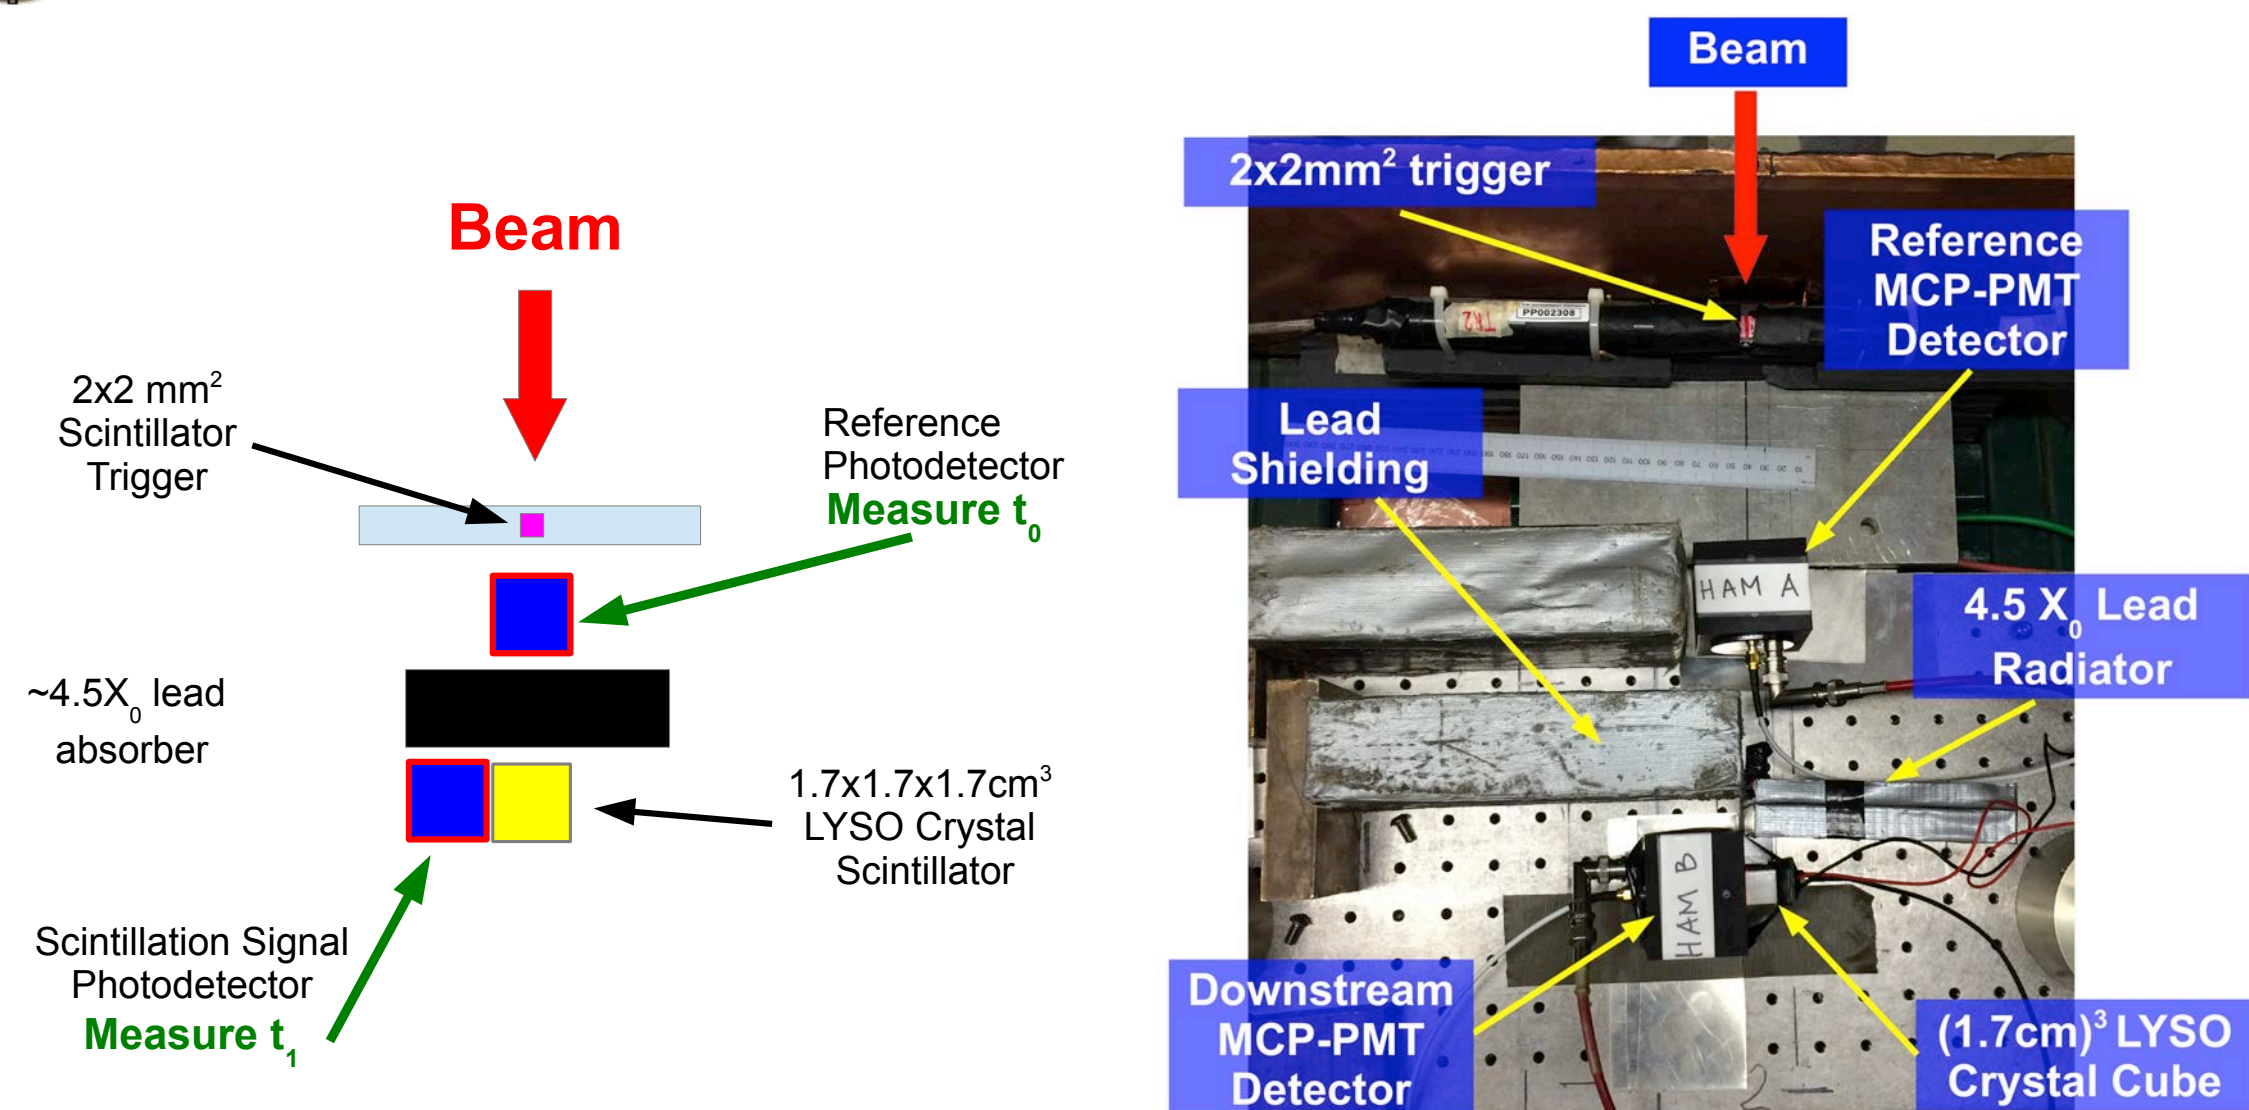 Beam
2x2 mm²
Scintillator
Trigger
Reference
Photodetector
Measure t₀
~4.5X₀ lead
absorber
1.7x1.7x1.7cm³
LYSO Crystal
Scintillator
Scintillation Signal
Photodetector
Measure t₁
Beam
2x2mm² trigger
Reference
MCP-PMT
Detector
TA2
PP002308
Lead
Shielding
HAM A
4.5 X₀ Lead
Radiator
HAM B
Downstream
MCP-PMT
Detector
(1.7cm)³ LYSO
Crystal Cube